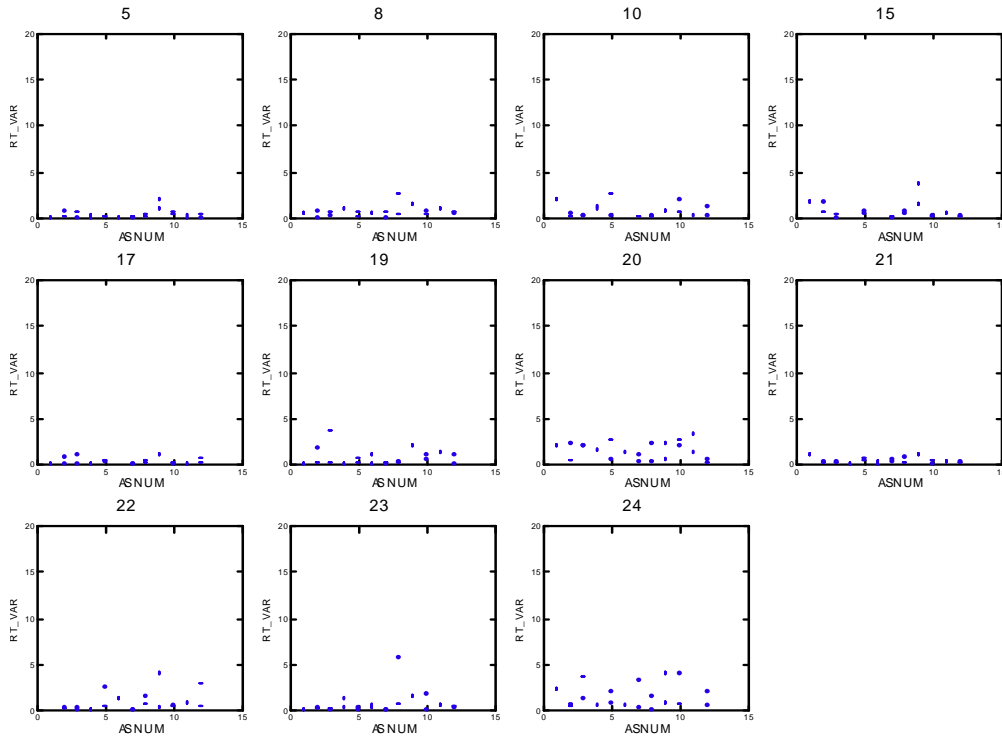 5 8 10 15
20 20 20 20
15 15 15 15
RT_VAR RT_VAR RT_VAR RT_VAR
10 10 10 10
5 5 5 5
0 0 0 0
0 5 10 15 0 5 10 15 0 5 10 15 0 5 10 15
ASNUM ASNUM ASNUM ASNUM
17 19 20 21
20 20 20 20
15 15 15 15
RT_VAR RT_VAR RT_VAR RT_VAR
10 10 10 10
5 5 5 5
0 0 0 0
0 5 10 15 0 5 10 15 0 5 10 15 0 5 10 15
ASNUM ASNUM ASNUM ASNUM
22 23 24
20 20 20
15 15 15
RT_VAR RT_VAR RT_VAR
10 10 10
5 5 5
0 0 0
0 5 10 15 0 5 10 15 0 5 10 15
ASNUM ASNUM ASNUM